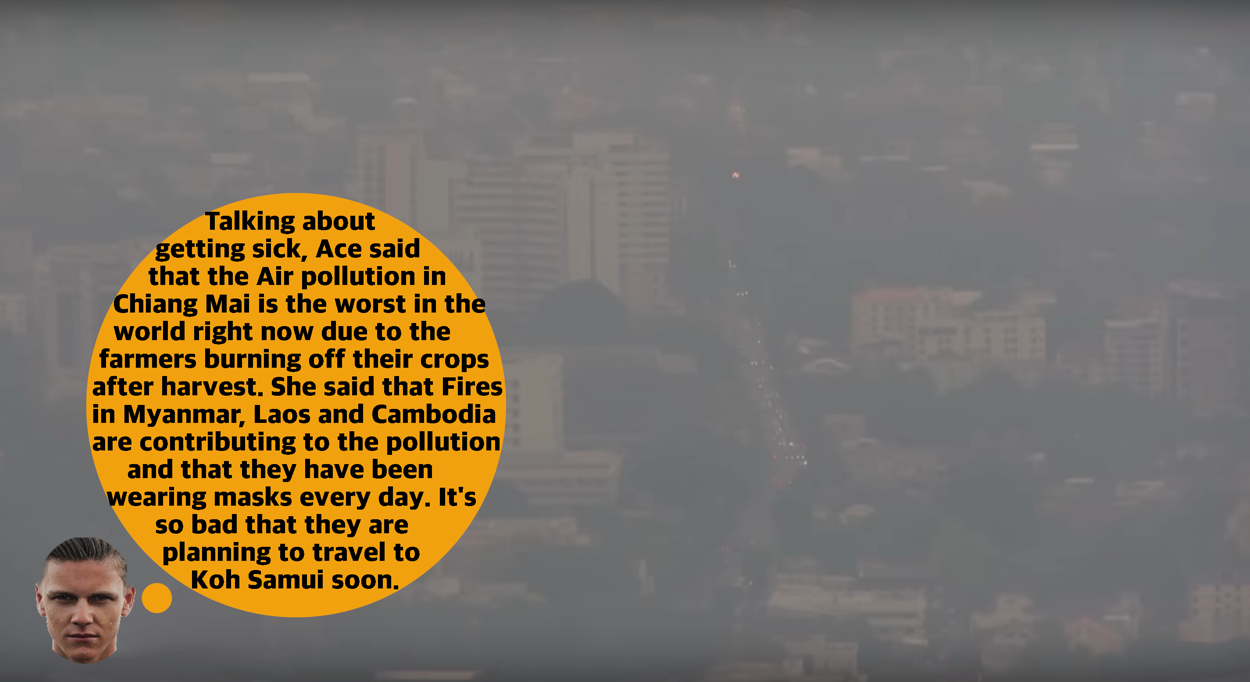 Talking about
getting sick, Ace said
that the Air pollution in
Chiang Mai is the worst in the
world right now due to the
farmers burning off their crops
after harvest. She said that Fires
in Myanmar, Laos and Cambodia
are contributing to the pollution
and that they have been
wearing masks every day. It's
so bad that they are
planning to travel to
Koh Samui soon.